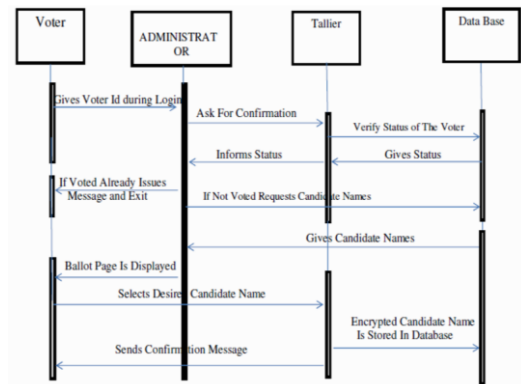 Voter
ADMINISTRAT
OR
Tallier
Data Base
Gives Voter Id during Login
Ask For Confirmation
Verify Status of The Voter
Informs Status
Gives Status
If Voted Already Issues
Message and Exit
If Not Voted Requests Candidate Names
Gives Candidate Names
Ballot Page Is Displayed
Selects Desired Candidate Name
Encrypted Candidate Name
Is Stored In Database
Sends Confirmation Message